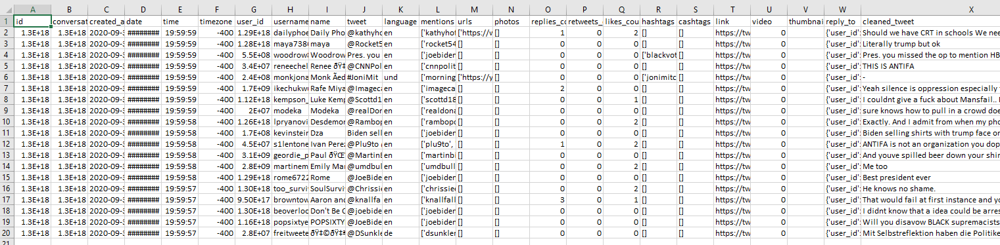 A B C D E F G H I J K L M N O P Q R S T U V W X
1 id conversat created_a date time timezone user_id username name tweet language mentions urls photos replies_co retweets_ likes_cou hashtags cashtags link video thumbnai reply_to cleaned_tweet
2 1.3E+18 1.3E+18 2020-09-3 ######## 19:59:59 -400 1.29E+18 dailyphoe Daily Pho @kathyho en ['kathyhof ['https://w [] 1 0 2 [] [] https://tw 0 {'user_id': Should we have CRT in schools We nee
3 1.3E+18 1.3E+18 2020-09-3 ######## 19:59:59 -400 1.28E+18 maya738 maya @Rocket5 en ['rocket54 [] [] 0 0 0 [] [] https://tw 0 {'user_id': Literally trump but ok
4 1.3E+18 1.3E+18 2020-09-3 ######## 19:59:59 -400 5.5E+08 woodrow Woodrow Pres. you en ['joebiden [] [] 0 0 0 ['blackvot [] https://tw 0 {'user_id': Pres. you missed the op to mention HB
5 1.3E+18 1.3E+18 2020-09-3 ######## 19:59:59 -400 3.4E+07 reneechel Renee ðŸ‡ @CNNPol en ['cnnpolit [] [] 0 0 0 [] [] https://tw 0 {'user_id': THIS IS ANTIFA
6 1.3E+18 1.3E+18 2020-09-3 ######## 19:59:59 -400 2.4E+08 monkjona Monk Ãed #JoniMit und ['morning ['https://y [] 0 0 0 ['jonimitc [] https://tw 0 {'user_id': -
7 1.3E+18 1.3E+18 2020-09-3 ######## 19:59:59 -400 1.7E+09 ikechukw Rafe Miya @Imageca en ['imageca [] [] 2 0 0 [] [] https://tw 0 {'user_id': Yeah silence is oppression especially
8 1.3E+18 1.3E+18 2020-09-3 ######## 19:59:59 -400 1.12E+18 kempson_ Luke Kemp @Scottd1 en ['scottd18 [] [] 0 0 1 [] [] https://tw 0 {'user_id': I couldnt give a fuck about Mansfail..
9 1.3E+18 1.3E+18 2020-09-3 ######## 19:59:59 -400 2E+07 modeka Modeka @realDor en ['realdona [] [] 0 0 0 [] [] https://tw 0 {'user_id': sure knows how to pull in a crowd doe
10 1.3E+18 1.3E+18 2020-09-3 ######## 19:59:58 -400 1.26E+18 lpryanovi Desdemor @Rambop en ['rambopo [] [] 0 0 2 [] [] https://tw 0 {'user_id': Exactly. And I admit from when my pho
11 1.3E+18 1.3E+18 2020-09-3 ######## 19:59:58 -400 1.7E+08 kevinstein Dza Biden sell en ['joebiden [] [] 0 0 0 [] [] https://tw 0 {'user_id': Biden selling shirts with trump face or
12 1.3E+18 1.3E+18 2020-09-3 ######## 19:59:58 -400 4.5E+07 s1lentone Ivan Perez @Plu9to en ['plu9to', [] [] 1 0 2 [] [] https://tw 0 {'user_id': ANTIFA is not an organization you dop
13 1.3E+18 1.3E+18 2020-09-3 ######## 19:59:58 -400 3.1E+09 geordie_p Paul ðŸŒ @MartinB en ['martinbi [] [] 0 0 0 [] [] https://tw 0 {'user_id': And youve spilled beer down your shir
14 1.3E+18 1.3E+18 2020-09-3 ######## 19:59:58 -400 2.8E+09 martinem Emily Mar @umdbul en ['umdbull [] [] 0 0 2 [] [] https://tw 0 {'user_id': Me too
15 1.3E+18 1.3E+18 2020-09-3 ######## 19:59:58 -400 1.29E+18 rome6722 Rome @JoeBide en ['joebiden [] [] 0 0 0 [] [] https://tw 0 {'user_id': Best president ever
16 1.3E+18 1.3E+18 2020-09-3 ######## 19:59:57 -400 1.30E+18 too_survi SoulSurvi @Chrissie en ['chrissiee [] [] 0 0 2 [] [] https://tw 0 {'user_id': He knows no shame.
17 1.3E+18 1.3E+18 2020-09-3 ######## 19:59:57 -400 9.50E+17 browntow Aaron and @knallfa en ['knallfall [] [] 3 0 1 [] [] https://tw 0 {'user_id': That would fail at first instance and yo
18 1.3E+18 1.3E+18 2020-09-3 ######## 19:59:57 -400 1.30E+18 beoverloc Don't Be C @joebide en ['joebiden [] [] 0 0 0 [] [] https://tw 0 {'user_id': I didnt know that a idea could be arres
19 1.3E+18 1.3E+18 2020-09-3 ######## 19:59:57 -400 1.16E+18 popsixtye POPSIXTY @JoeBide en ['joebiden [] [] 0 0 0 [] [] https://tw 0 {'user_id': Will you disavow BLACK supremacists
20 1.3E+18 1.3E+18 2020-09-3 ######## 19:59:57 -400 2.8E+07 freitweete ðŸ‡©ðŸ‡ @DSunkle de ['dsunkler [] [] 0 0 0 [] [] https://tw 0 {'user_id': Mit Selbstreflektion haben die Politike
21